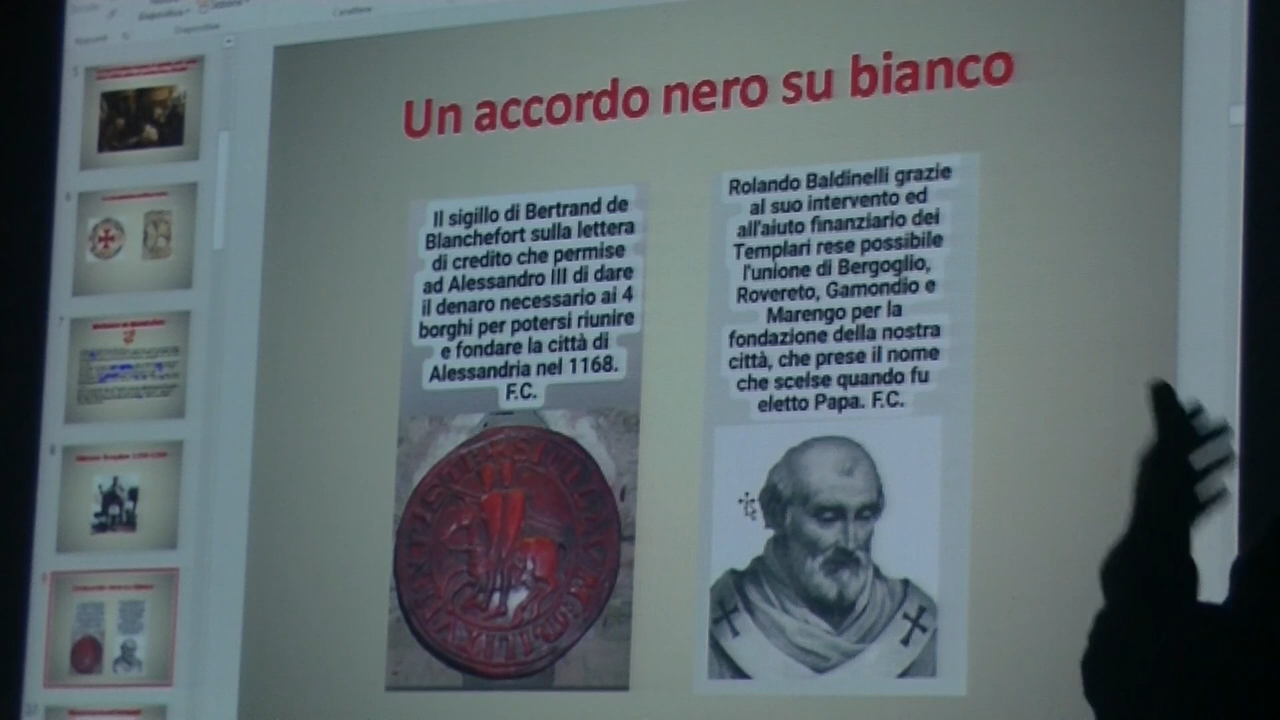 Un accordo nero su bianco
Il sigillo di Bertrand de
Blanchefort sulla lettera
di credito che permise
ad Alessandro III di dare
il denaro necessario ai 4
borghi per potersi riunire
e fondare la città di
Alessandria nel 1168.
F.C.
Rolando Baldinelli grazie
al suo intervento ed
all'aiuto finanziario dei
Templari rese possibile
l'unione di Bergoglio,
Rovereto, Gamondio e
Marengo per la
fondazione della nostra
città, che prese il nome
che scelse quando fu
eletto Papa. F.C.